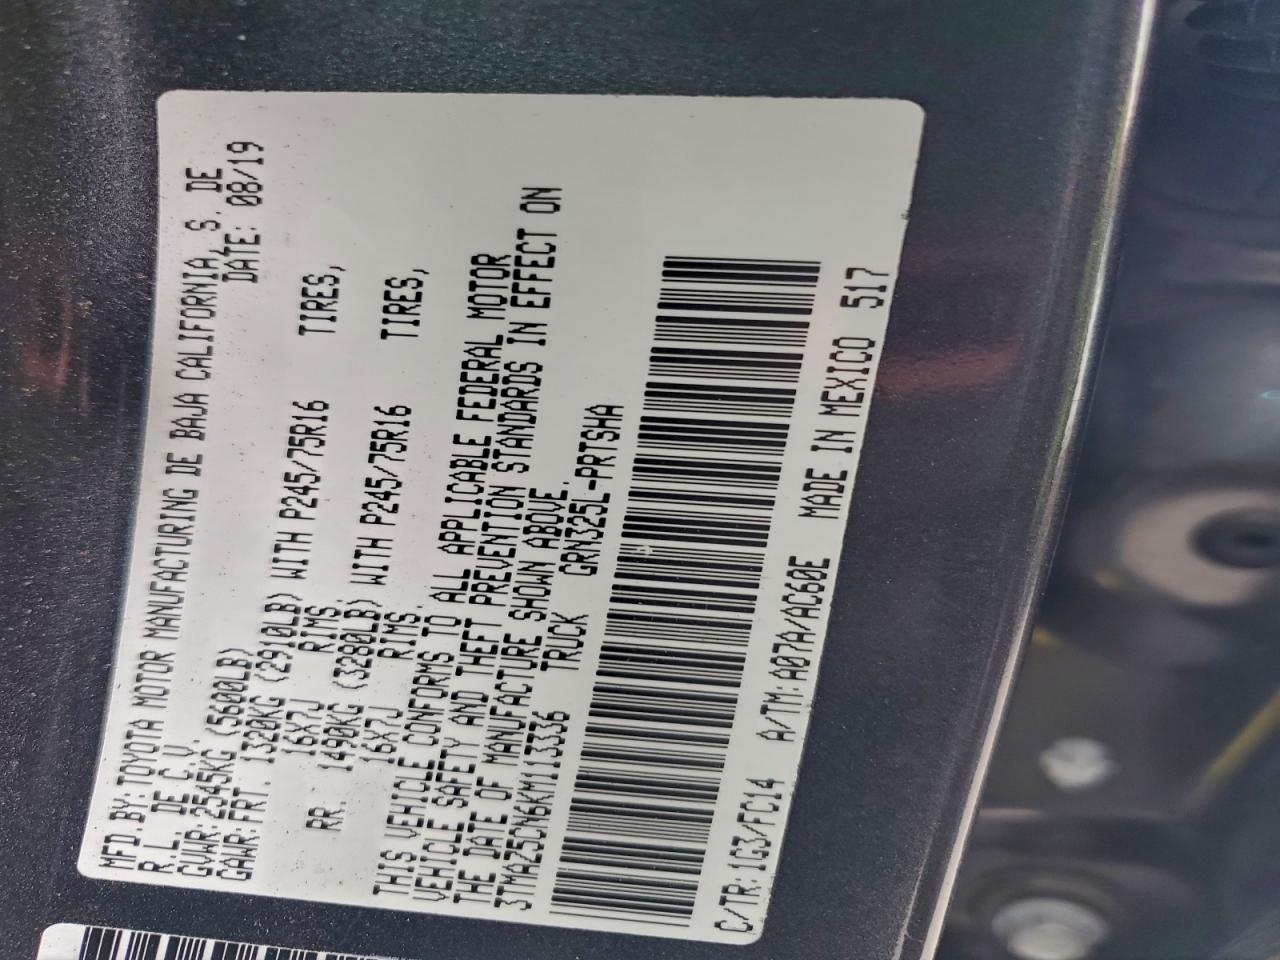 MFD.BY: TOYOTA MOTOR MANUFACTURING DE BAJA CALIFORNIA, S. DE
R.L. DE C.V. DATE: 08/19
GVWR: 2545KG (5600LB)
GAWR: FRT. 1320KG (2910LB) WITH P245/75R16 TIRES,
16X7J RIMS
RR. 1490KG (3280LB) WITH P245/75R16 TIRES,
16X7J RIMS.
THIS VEHICLE CONFORMS TO ALL APPLICABLE FEDERAL MOTOR
VEHICLE SAFETY AND THEFT PREVENTION STANDARDS IN EFFECT ON
THE DATE OF MANUFACTURE SHOWN ABOVE.
3TMAZ5CN6KM113336 TRUCK GRN325L-PRTSHA
C/TR: 1G3/FC14 A/TM: A07A/AC60E MADE IN MEXICO 517